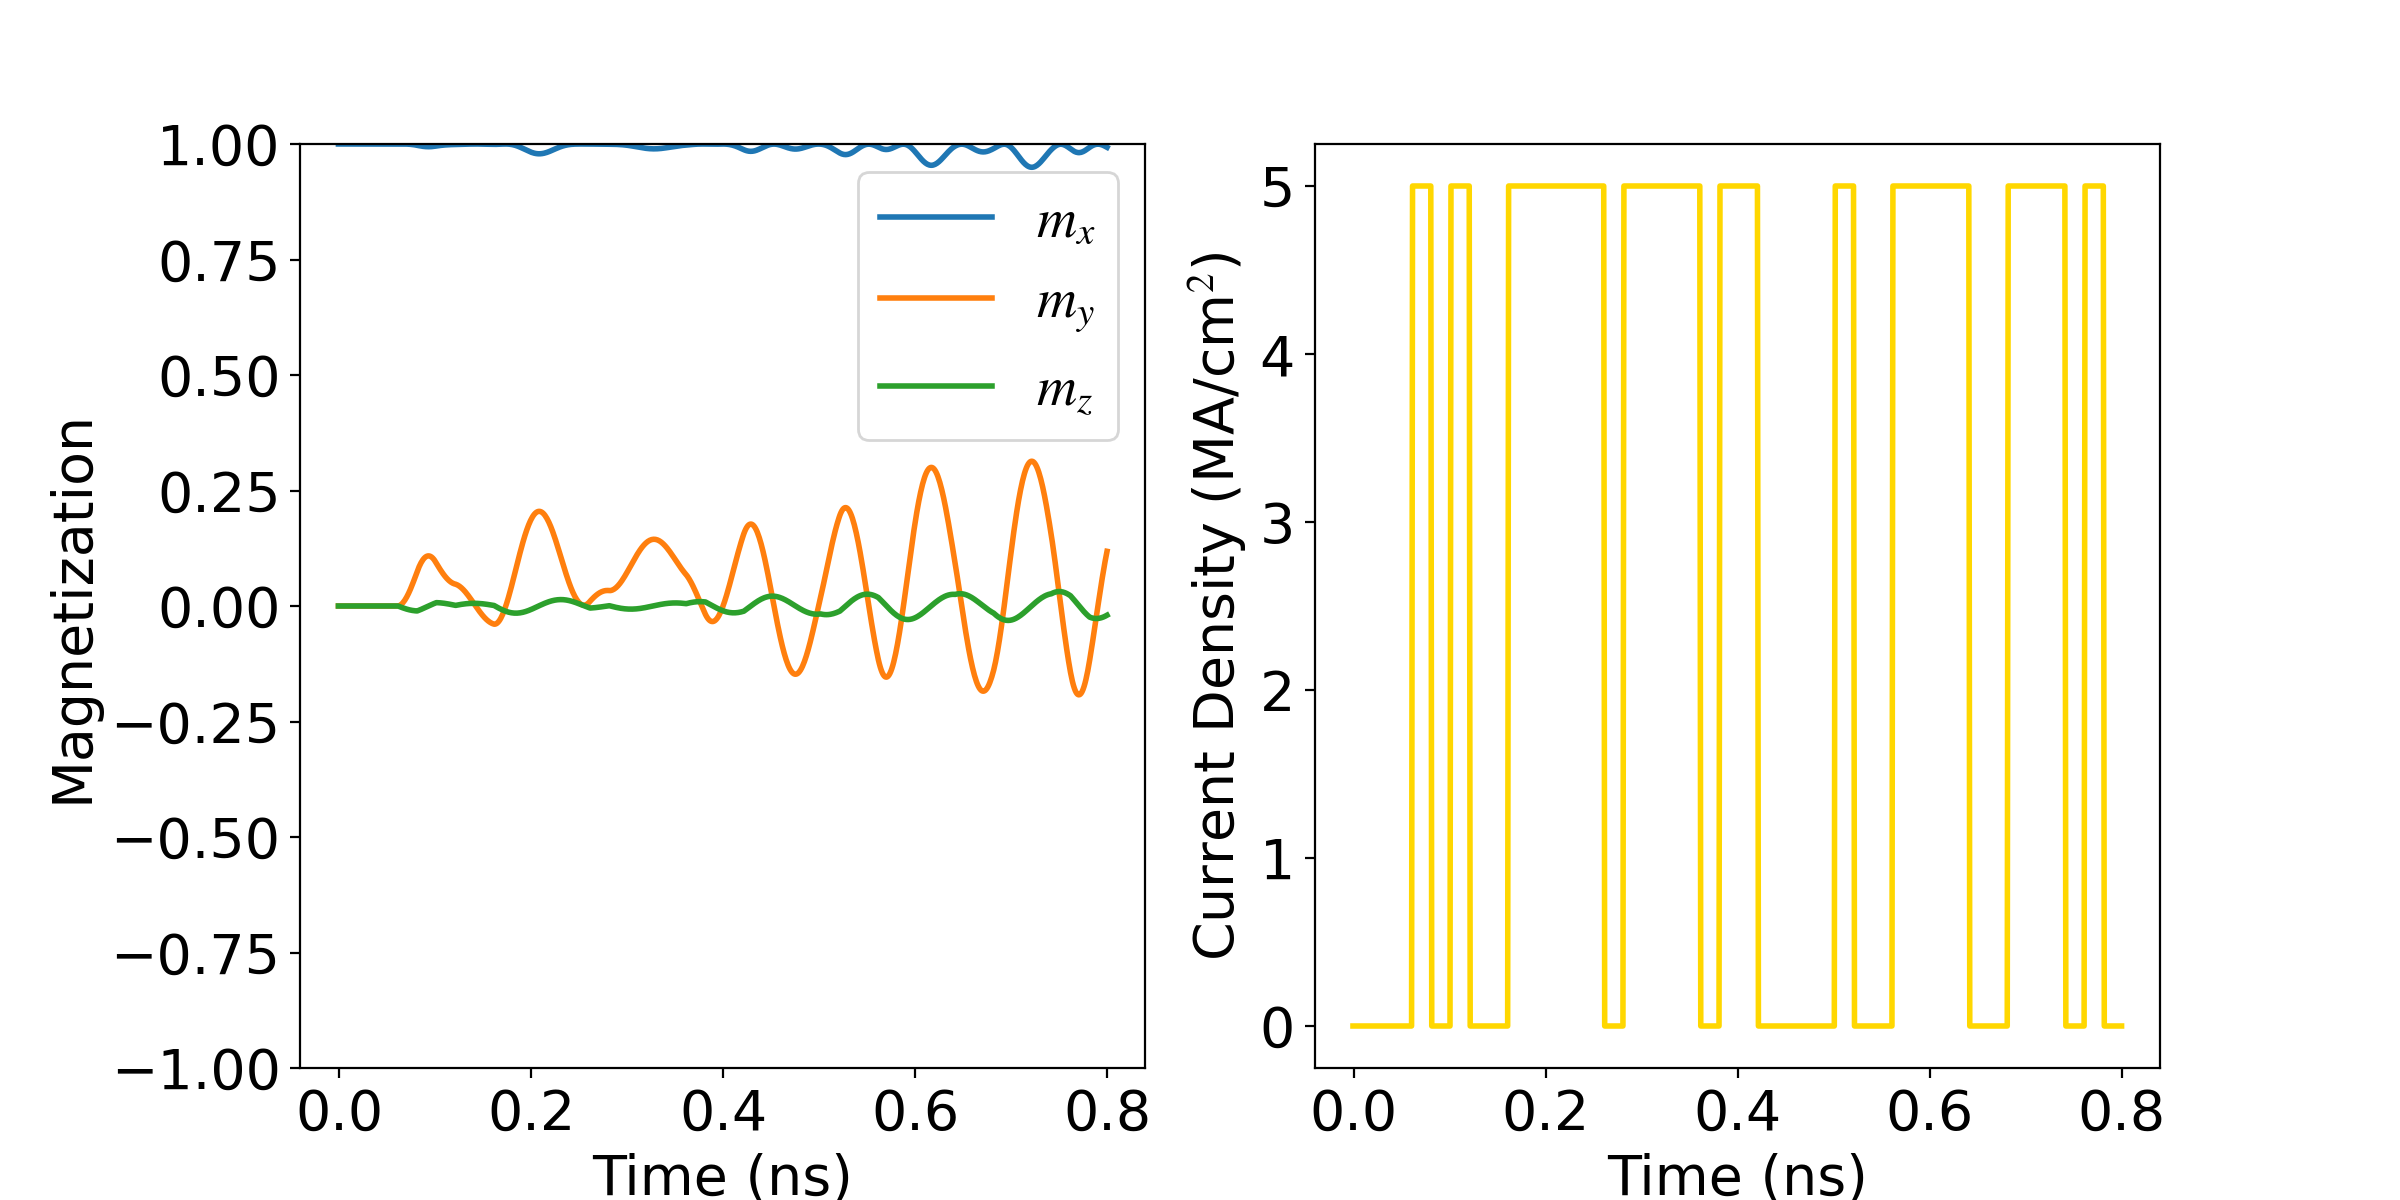 1.00
0.75
0.50
0.25
0.00
−0.25
−0.50
−0.75
−1.00
Magnetization
0.0 0.2 0.4 0.6 0.8
Time (ns)
m_x
m_y
m_z
5
4
3
2
1
0
Current Density (MA/cm²)
0.0 0.2 0.4 0.6 0.8
Time (ns)